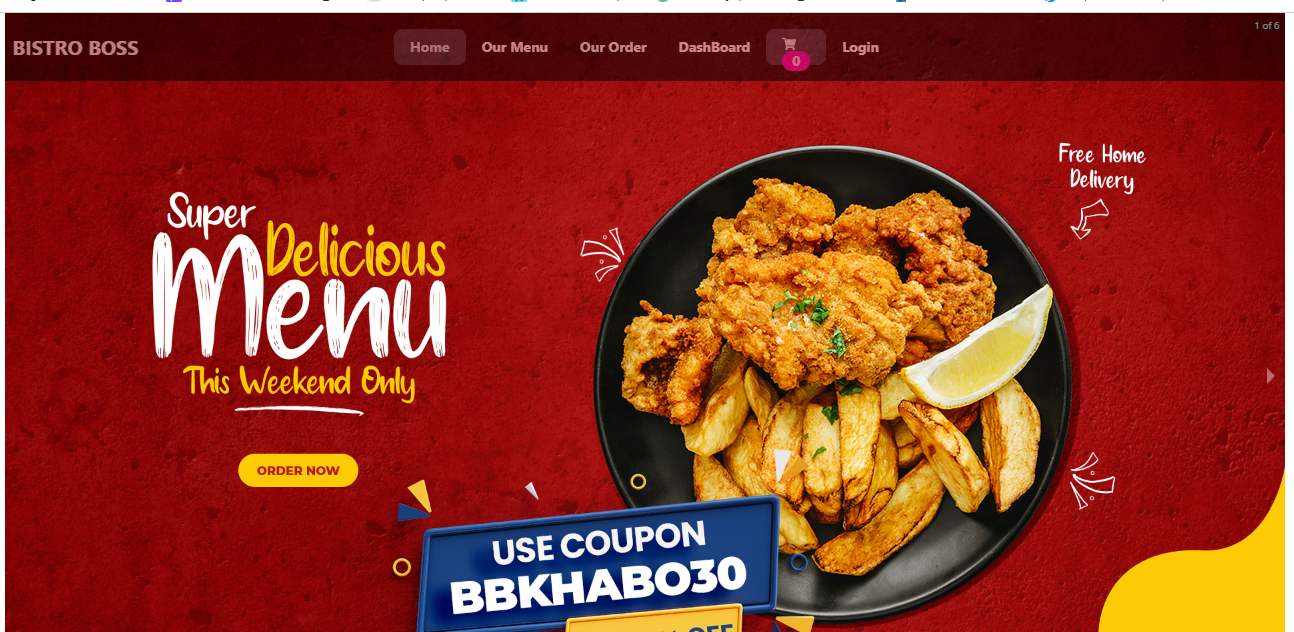 BISTRO BOSS
Home
Our Menu
Our Order
DashBoard
0
Login
1 of 6
Super
Delicious
Menu
This Weekend Only
ORDER NOW
Free Home
Delivery
USE COUPON
BBKHABO30
OFF